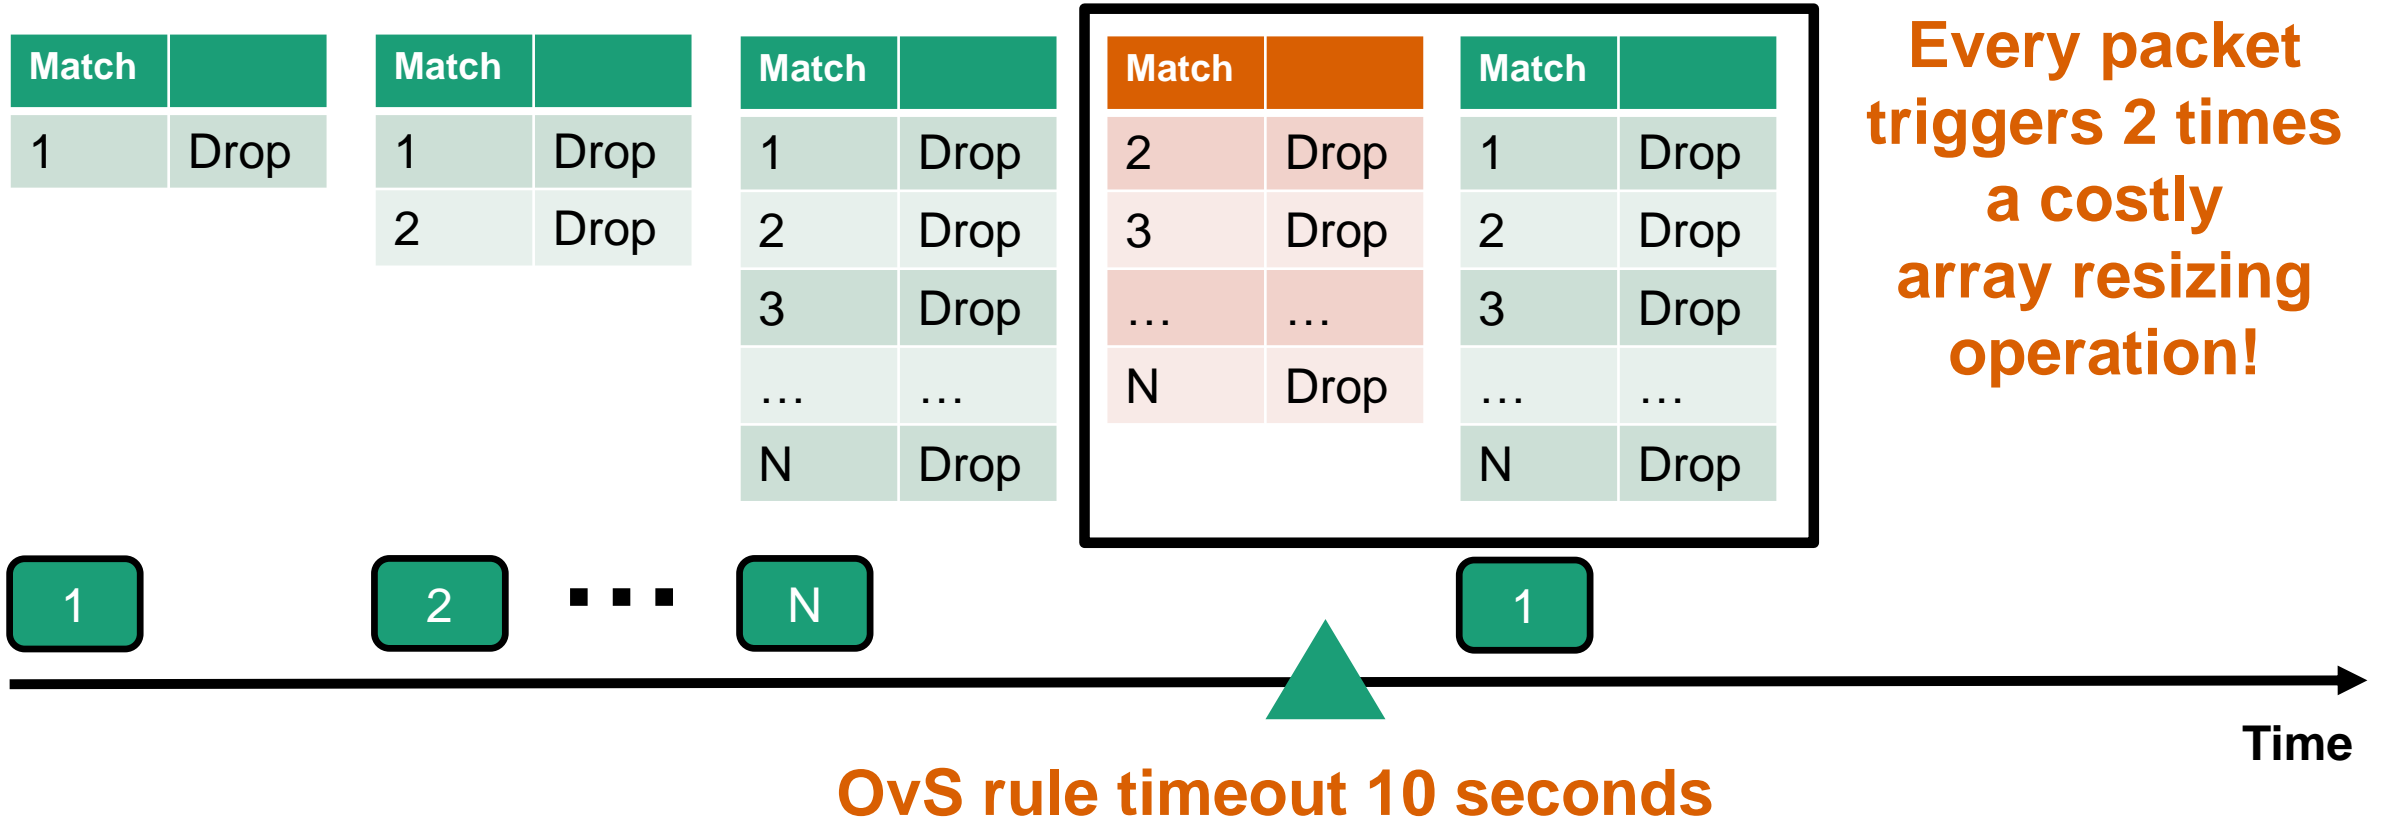 Match
1 Drop
Match
1 Drop
2 Drop
Match
1 Drop
2 Drop
3 Drop
… …
N Drop
Match
2 Drop
3 Drop
… …
N Drop
Match
1 Drop
2 Drop
3 Drop
… …
N Drop
Every packet
triggers 2 times
a costly
array resizing
operation!
1
2
...
N
1
Time
OvS rule timeout 10 seconds